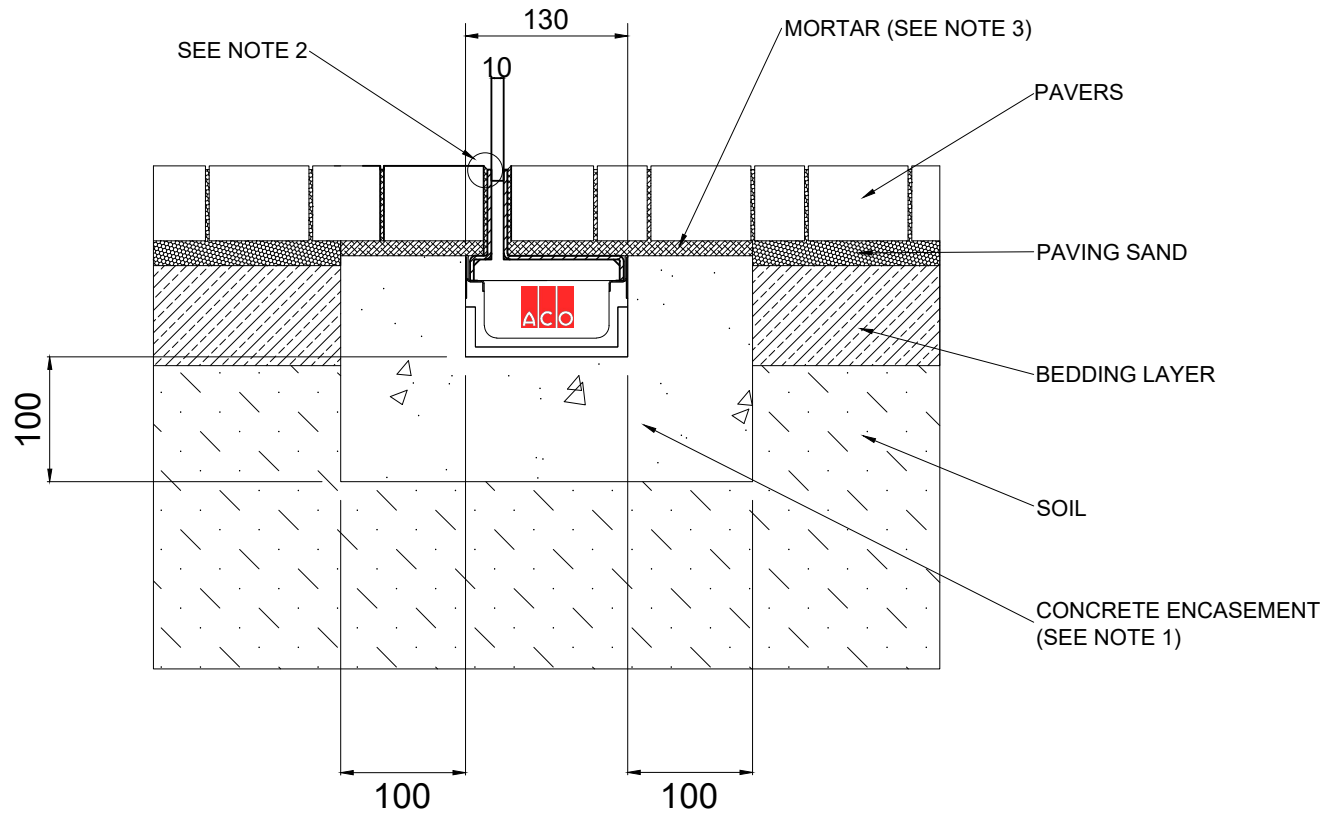 130
MORTAR (SEE NOTE 3)
SEE NOTE 2
10
PAVERS
PAVING SAND
ACO
BEDDING LAYER
100
SOIL
CONCRETE ENCASEMENT
(SEE NOTE 1)
100
100